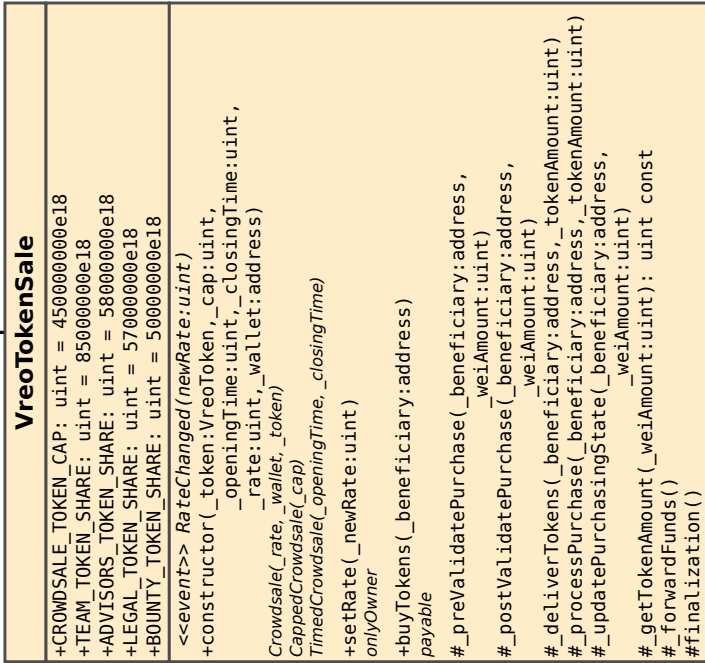 VreoTokenSale
+CROWDSALE_TOKEN_CAP: uint = 450000000e18
+TEAM_TOKEN_SHARE: uint = 85000000e18
+ADVISORS_TOKEN_SHARE: uint = 58000000e18
+LEGAL_TOKEN_SHARE: uint = 57000000e18
+BOUNTY_TOKEN_SHARE: uint = 50000000e18
<<event>> RateChanged(newRate:uint)
+constructor(_token:VreoToken,_cap:uint,
_openingTime:uint,_closingTime:uint,
_rate:uint,_wallet:address)
Crowdsale(_rate, _wallet, _token)
CappedCrowdsale(_cap)
TimedCrowdsale(_openingTime, _closingTime)
+setRate(_newRate:uint)
onlyOwner
+buyTokens(_beneficiary:address)
payable
#_preValidatePurchase(_beneficiary:address,
_weiAmount:uint)
#_postValidatePurchase(_beneficiary:address,
_weiAmount:uint)
#_deliverTokens(_beneficiary:address,_tokenAmount:uint)
#_processPurchase(_beneficiary:address,_tokenAmount:uint)
#_updatePurchasingState(_beneficiary:address,
_weiAmount:uint)
#_getTokenAmount(_weiAmount:uint): uint const
#_forwardFunds()
#finalization()